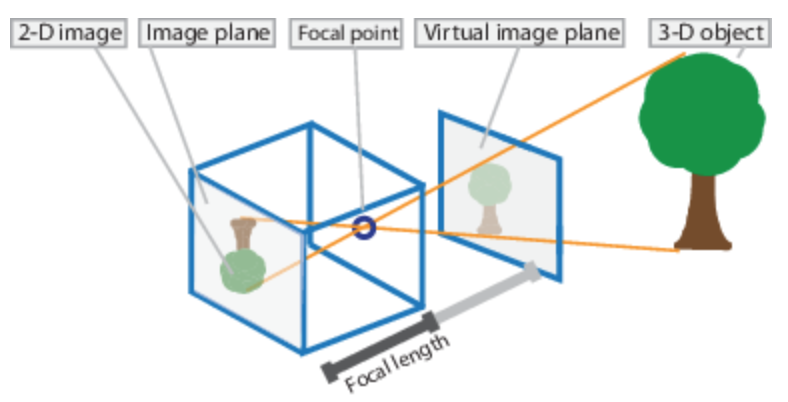 2-D image
Image plane
Focal point
Virtual image plane
3-D object
Focal length